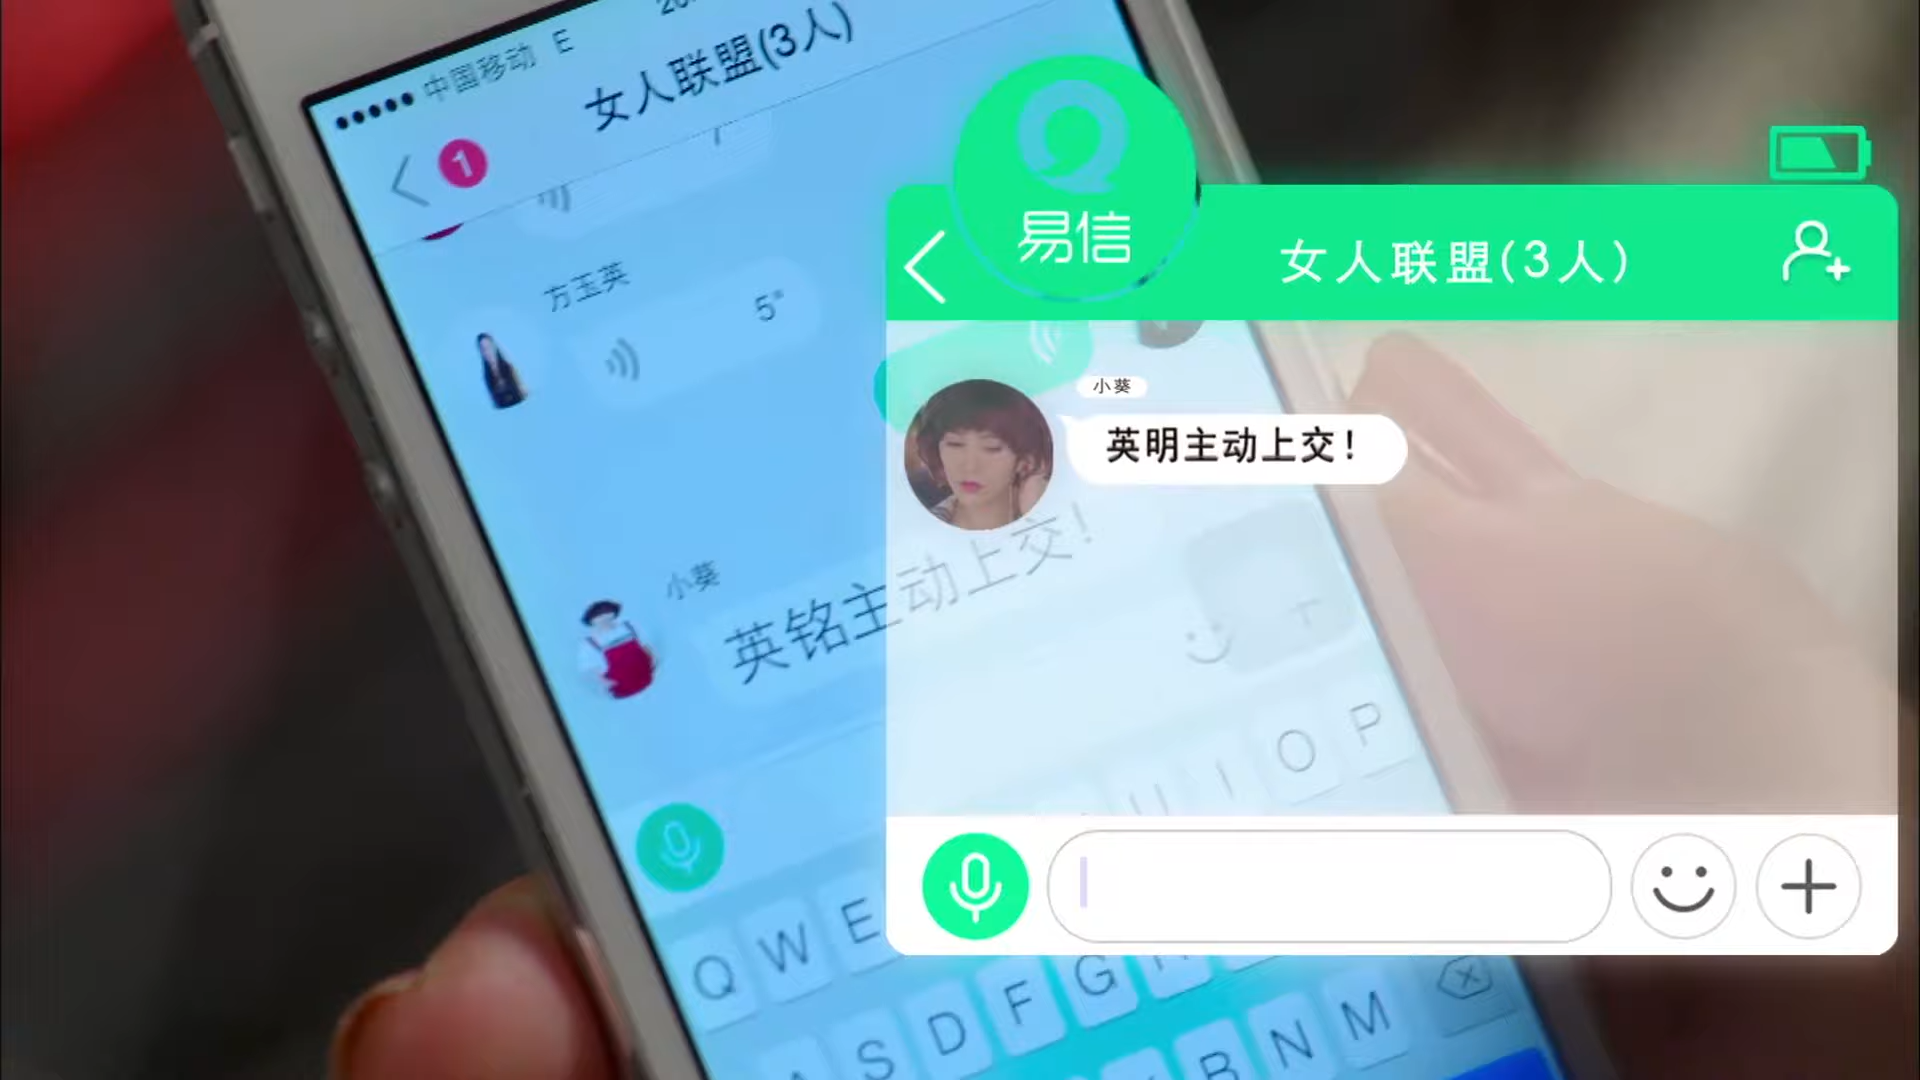 中国移动 E
女人联盟(3人)
1
方玉英
5"
小葵
英铭主动上交!
Q W E U I O P
A S D F G H
B N M
易信
女人联盟(3人)
小葵
英明主动上交!